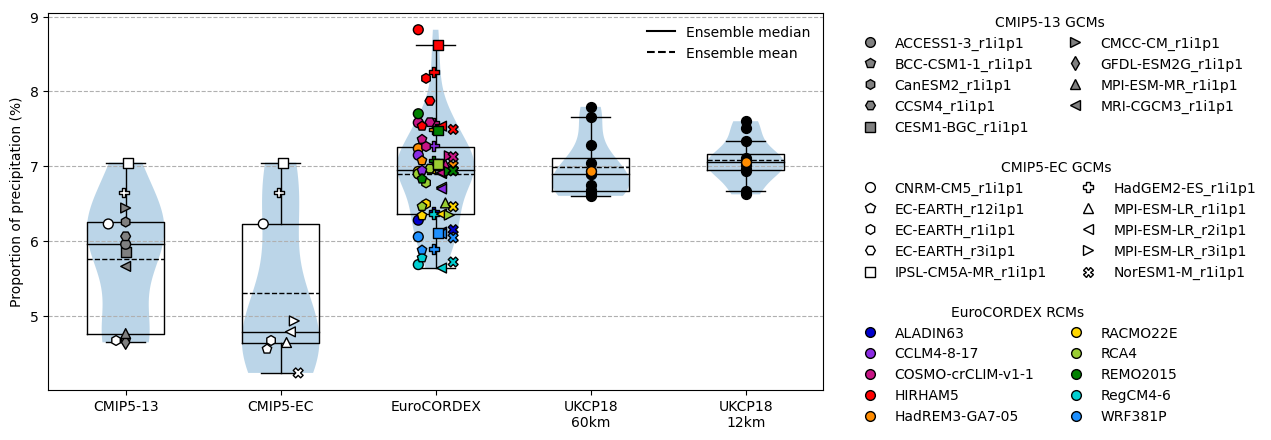 Proportion of precipitation (%)
9
8
7
6
5
Ensemble median
Ensemble mean
CMIP5-13
CMIP5-EC
EuroCORDEX
UKCP18
60km
UKCP18
12km
CMIP5-13 GCMs
ACCESS1-3_r1i1p1
BCC-CSM1-1_r1i1p1
CanESM2_r1i1p1
CCSM4_r1i1p1
CESM1-BGC_r1i1p1
CMCC-CM_r1i1p1
GFDL-ESM2G_r1i1p1
MPI-ESM-MR_r1i1p1
MRI-CGCM3_r1i1p1
CMIP5-EC GCMs
CNRM-CM5_r1i1p1
EC-EARTH_r12i1p1
EC-EARTH_r1i1p1
EC-EARTH_r3i1p1
IPSL-CM5A-MR_r1i1p1
HadGEM2-ES_r1i1p1
MPI-ESM-LR_r1i1p1
MPI-ESM-LR_r2i1p1
MPI-ESM-LR_r3i1p1
NorESM1-M_r1i1p1
EuroCORDEX RCMs
ALADIN63
CCLM4-8-17
COSMO-crCLIM-v1-1
HIRHAM5
HadREM3-GA7-05
RACMO22E
RCA4
REMO2015
RegCM4-6
WRF381P